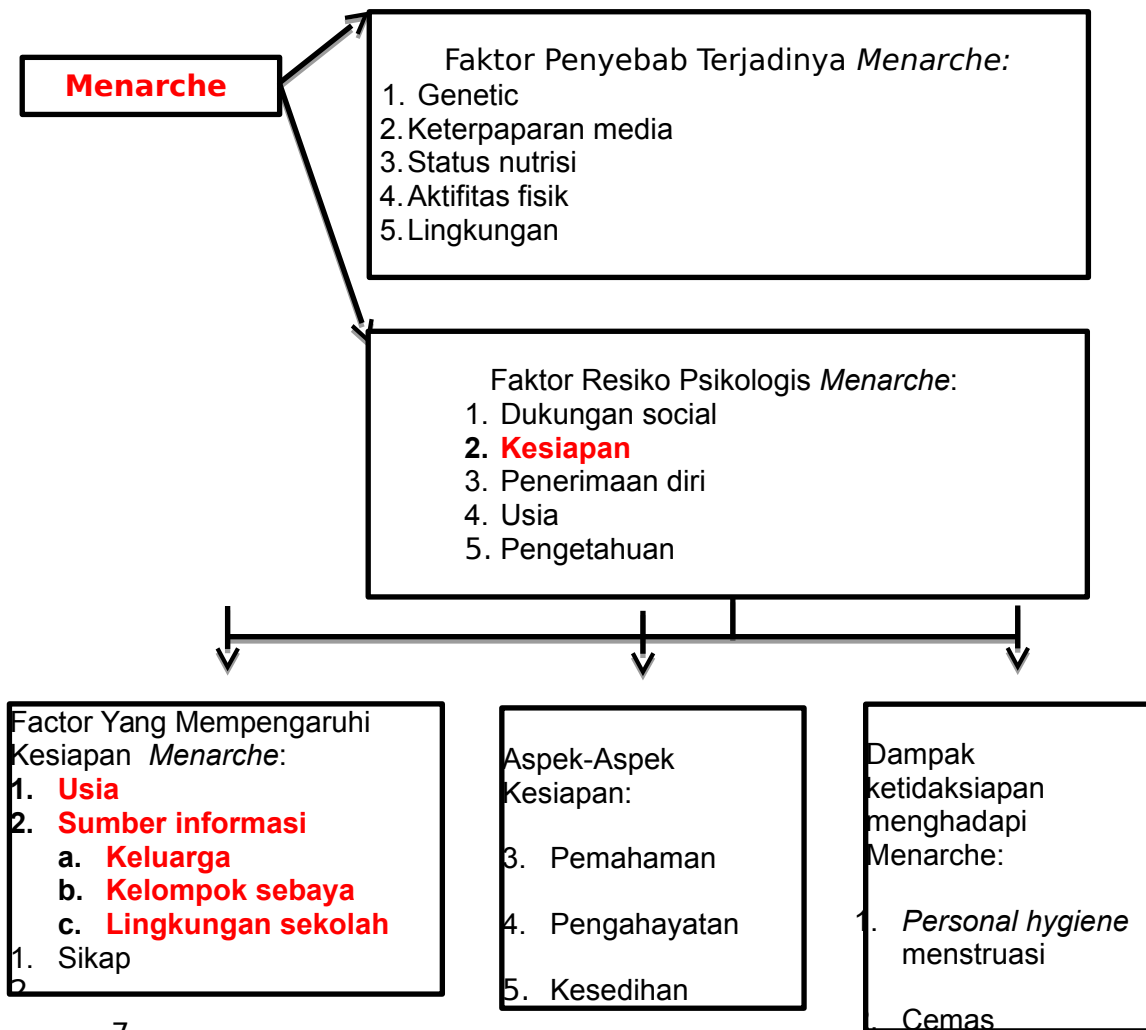 Menarche
Faktor Penyebab Terjadinya Menarche:
1. Genetic
2. Keterpaparan media
3. Status nutrisi
4. Aktifitas fisik
5. Lingkungan
Faktor Resiko Psikologis Menarche:
1. Dukungan social
2. Kesiapan
3. Penerimaan diri
4. Usia
5. Pengetahuan
Factor Yang Mempengaruhi
Kesiapan Menarche:
1. Usia
2. Sumber informasi
a. Keluarga
b. Kelompok sebaya
c. Lingkungan sekolah
1. Sikap
Aspek-Aspek
Kesiapan:
3. Pemahaman
4. Pengahayatan
5. Kesedihan
Dampak
ketidaksiapan
menghadapi
Menarche:
1. Personal hygiene
menstruasi
Cemas